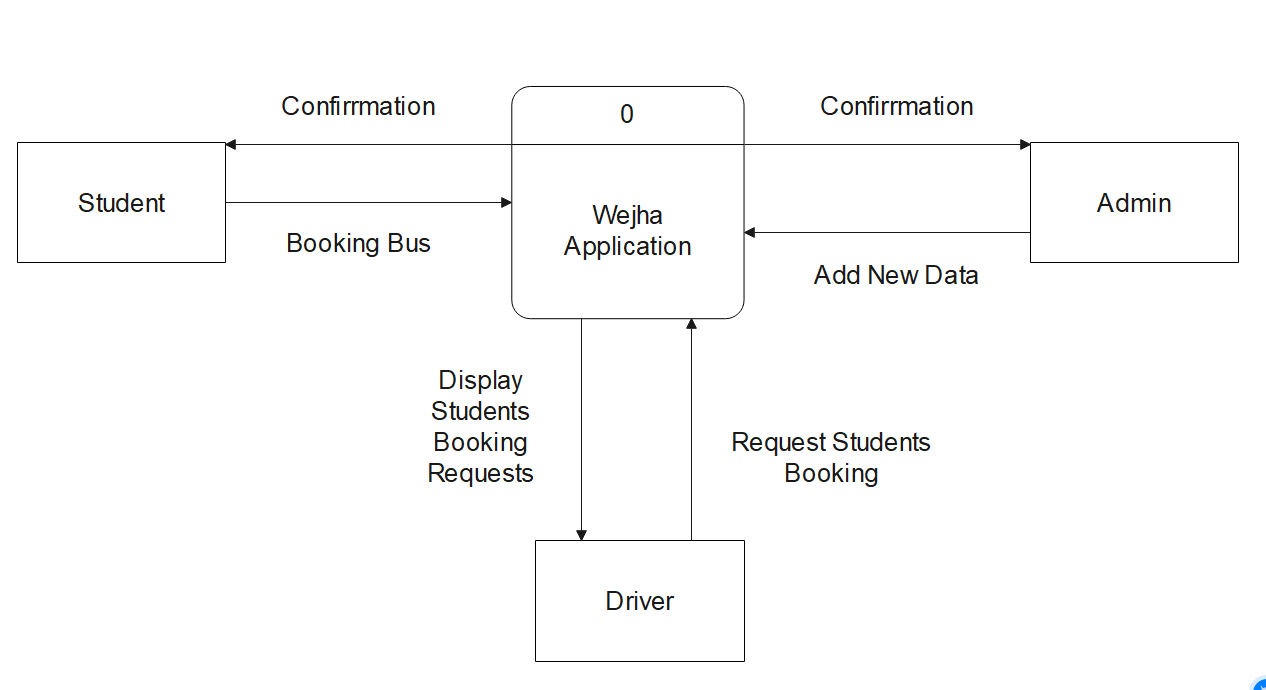 Confirrmation
0
Confirrmation
Student
Wejha
Application
Admin
Booking Bus
Add New Data
Display
Students
Booking
Requests
Request Students
Booking
Driver